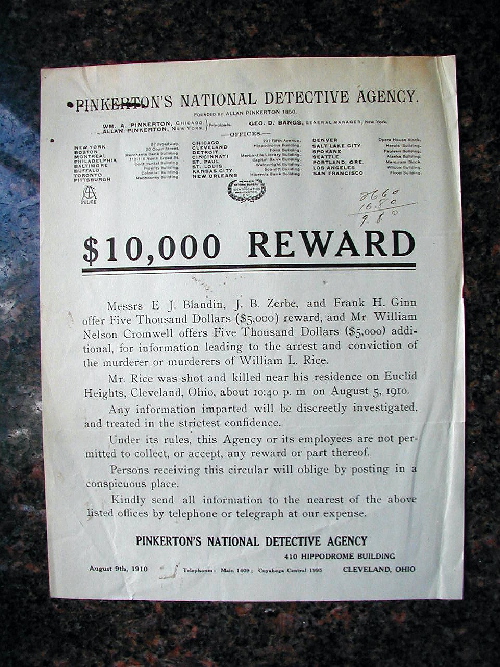 PINKERTON'S NATIONAL DETECTIVE AGENCY.
FOUNDED BY ALLAN PINKERTON 1850.
WM. A. PINKERTON, CHICAGO,
ALLAN PINKERTON, NEW YORK,
Principals.
GEO. D. BANGS, GENERAL MANAGER, New York.
OFFICES
NEW YORK
BOSTON
MONTREAL
PHILADELPHIA
BALTIMORE
BUFFALO
TORONTO
PITTSBURGH
CHICAGO
CLEVELAND
DETROIT
CINCINNATI
ST. PAUL
KANSAS CITY
NEW ORLEANS
DENVER
SALT LAKE CITY
SPOKANE
SEATTLE
PORTLAND, ORE.
LOS ANGELES
SAN FRANCISCO
$10,000 REWARD
Messrs E. J. Blandin, J. B. Zerbe, and Frank H. Ginn
offer Five Thousand Dollars ($5,000) reward, and Mr William
Nelson Cromwell offers Five Thousand Dollars ($5,000) addi-
tional, for information leading to the arrest and conviction of
the murderer or murderers of William L. Rice.
Mr. Rice was shot and killed near his residence on Euclid
Heights, Cleveland, Ohio, about 10:40 p. m on August 5, 1910.
Any information imparted will be discreetly investigated,
and treated in the strictest confidence.
Under its rules, this Agency or its employees are not per-
mitted to collect, or accept, any reward or part thereof.
Persons receiving this circular will oblige by posting in a
conspicuous place.
Kindly send all information to the nearest of the above
listed offices by telephone or telegraph at our expense.
PINKERTON'S NATIONAL DETECTIVE AGENCY
410 HIPPODROME BUILDING
August 9th, 1910
Telephones: Main 1409; Cuyahoga Central
CLEVELAND, OHIO